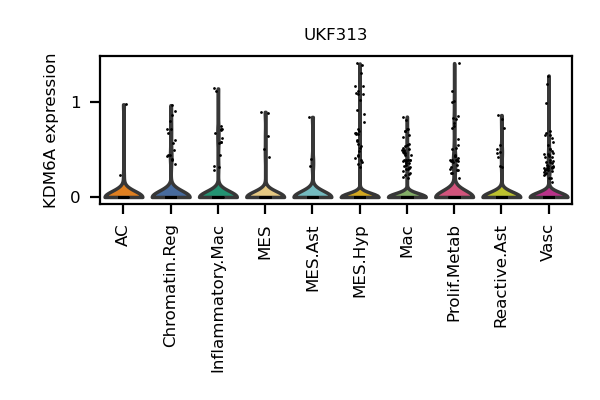 UKF313
KDM6A expression
1
0
AC
Chromatin.Reg
Inflammatory.Mac
MES
MES.Ast
MES.Hyp
Mac
Prolif.Metab
Reactive.Ast
Vasc